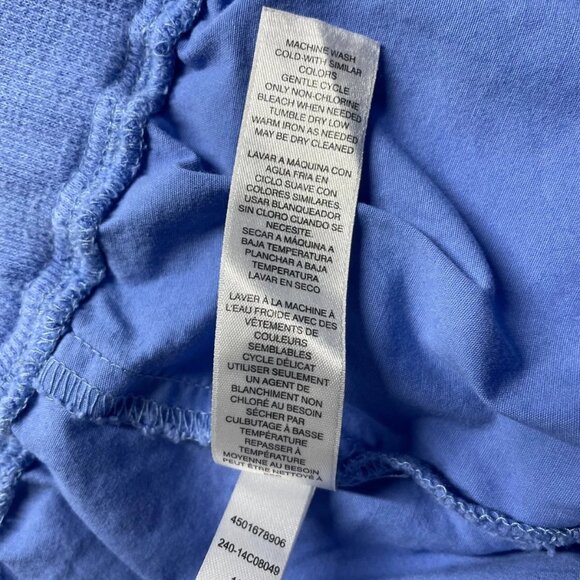 MACHINE WASH
COLD-WITH SIMILAR
COLORS
GENTLE CYCLE
ONLY NON-CHLORINE
BLEACH WHEN NEEDED
TUMBLE DRY LOW
WARM IRON AS NEEDED
MAY BE DRY CLEANED
LAVAR A MÁQUINA CON
AGUA FRIA EN
CICLO SUAVE CON
COLORES SIMILARES.
USAR BLANQUEADOR
SIN CLORO CUANDO SE
NECESITE.
SECAR A MÁQUINA A
BAJA TEMPERATURA
PLANCHAR A BAJA
TEMPERATURA
LAVAR EN SECO
LAVER À LA MACHINE À
L'EAU FROIDE AVEC DES
VÊTEMENTS DE
COULEURS
SEMBLABLES
CYCLE DÉLICAT
UTILISER SEULEMENT
UN AGENT DE
BLANCHIMENT NON
CHLORÉ AU BESOIN
SÉCHER PAR
CULBUTAGE À BASSE
TEMPÉRATURE
REPASSER À
TEMPÉRATURE
MOYENNE AU BESOIN
PEUT ÊTRE NETTOYÉ À
4501678906
240-14C08049